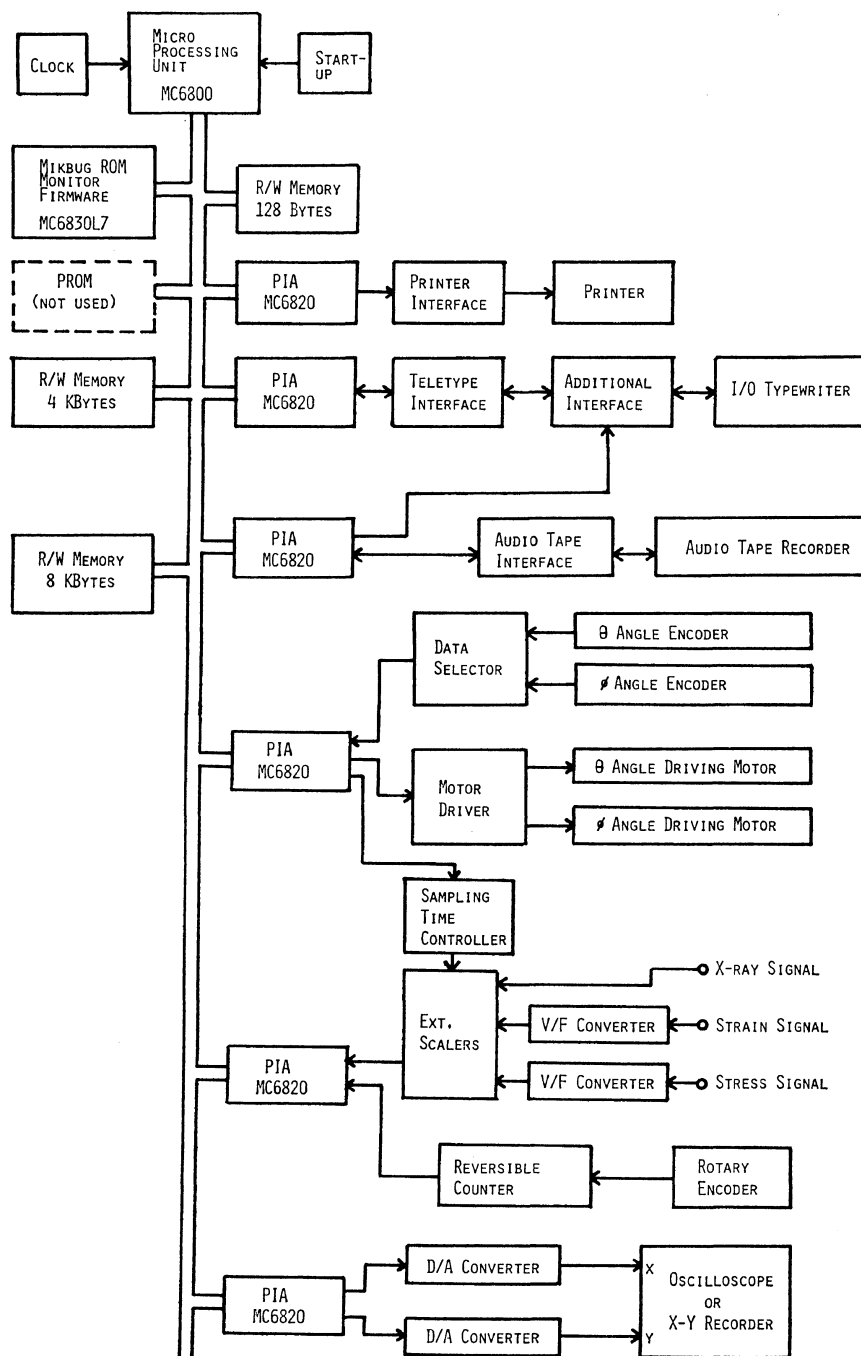 MICRO
PROCESSING
UNIT
MC6800
CLOCK
START-
UP
MIKBUG ROM
MONITOR
FIRMWARE
MC6830L7
R/W MEMORY
128 BYTES
PROM
(NOT USED)
PIA
MC6820
PRINTER
INTERFACE
PRINTER
R/W MEMORY
4 KBYTES
PIA
MC6820
TELETYPE
INTERFACE
ADDITIONAL
INTERFACE
I/O TYPEWRITER
R/W MEMORY
8 KBYTES
PIA
MC6820
AUDIO TAPE
INTERFACE
AUDIO TAPE RECORDER
DATA
SELECTOR
θ ANGLE ENCODER
ø ANGLE ENCODER
PIA
MC6820
MOTOR
DRIVER
θ ANGLE DRIVING MOTOR
ø ANGLE DRIVING MOTOR
SAMPLING
TIME
CONTROLLER
EXT.
SCALERS
X-RAY SIGNAL
V/F CONVERTER
STRAIN SIGNAL
V/F CONVERTER
STRESS SIGNAL
PIA
MC6820
REVERSIBLE
COUNTER
ROTARY
ENCODER
PIA
MC6820
D/A CONVERTER
D/A CONVERTER
X
Y
OSCILLOSCOPE
OR
X-Y RECORDER